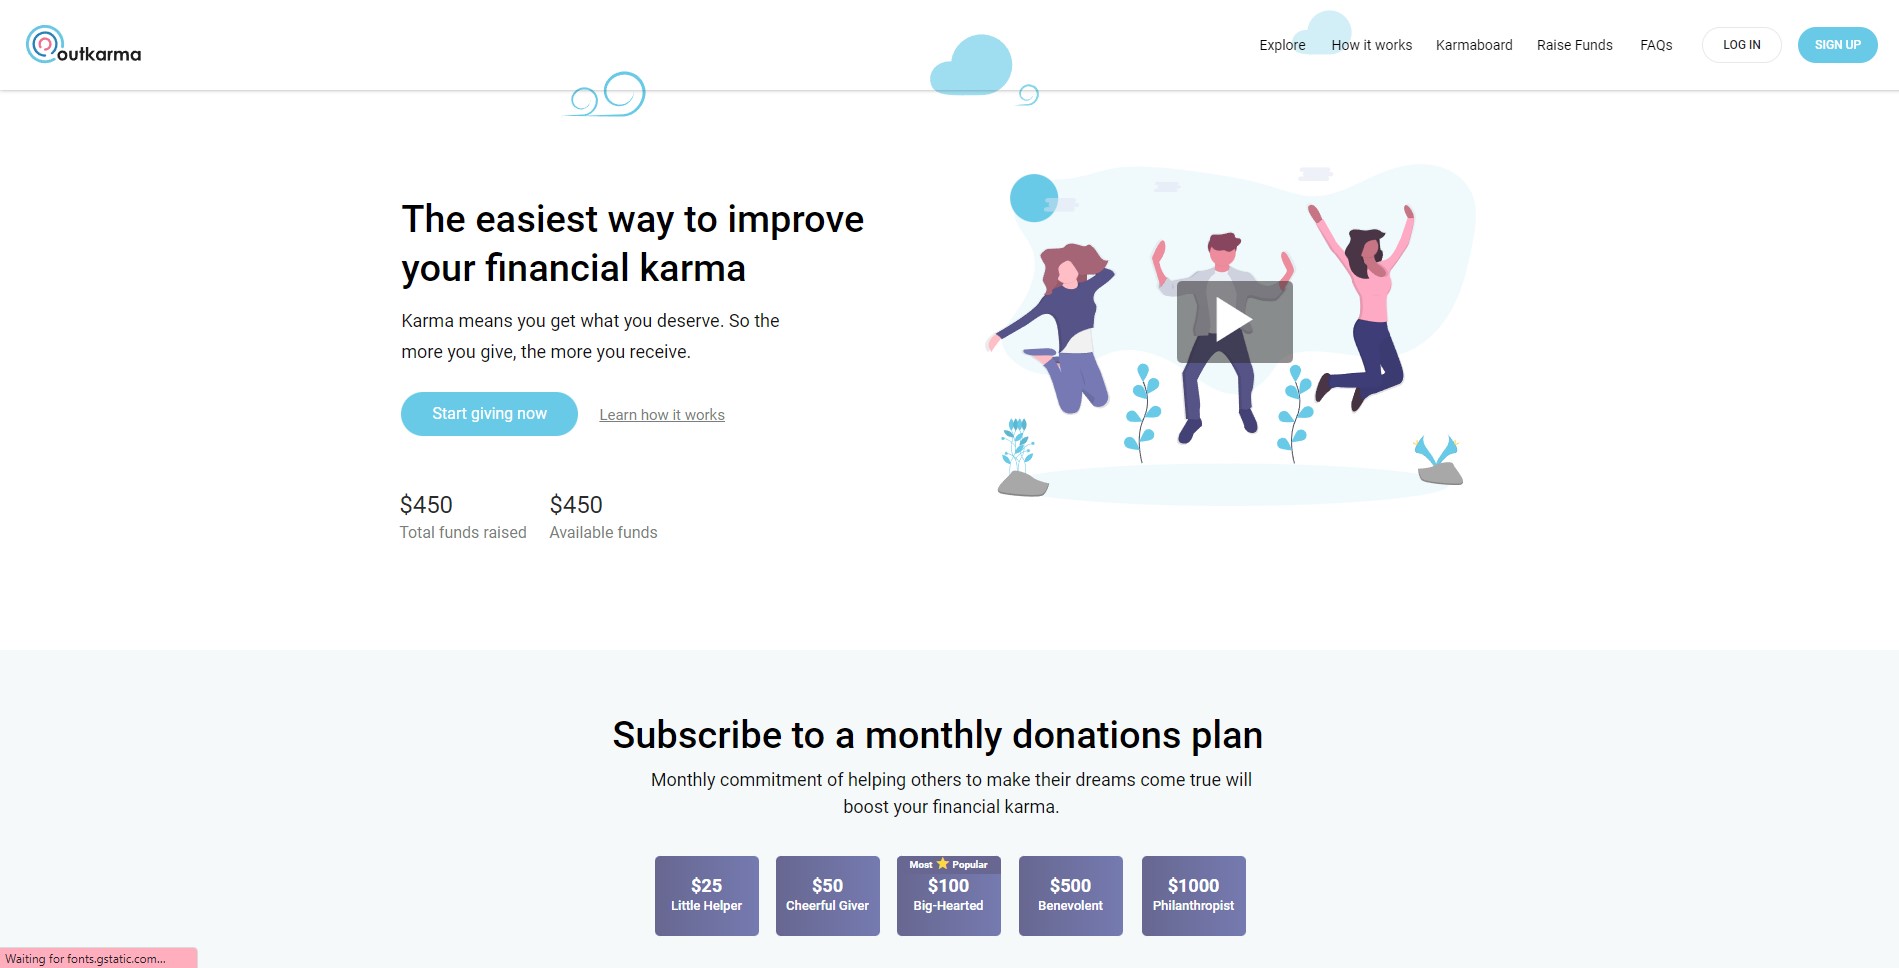 outkarma
Explore How it works Karmaboard Raise Funds FAQs LOG IN SIGN UP
The easiest way to improve
your financial karma
Karma means you get what you deserve. So the
more you give, the more you receive.
Start giving now Learn how it works
$450 $450
Total funds raised Available funds
Subscribe to a monthly donations plan
Monthly commitment of helping others to make their dreams come true will
boost your financial karma.
Most ⭐ Popular
$25 $50 $100 $500 $1000
Little Helper Cheerful Giver Big-Hearted Benevolent Philanthropist
Waiting for fonts.gstatic.com...